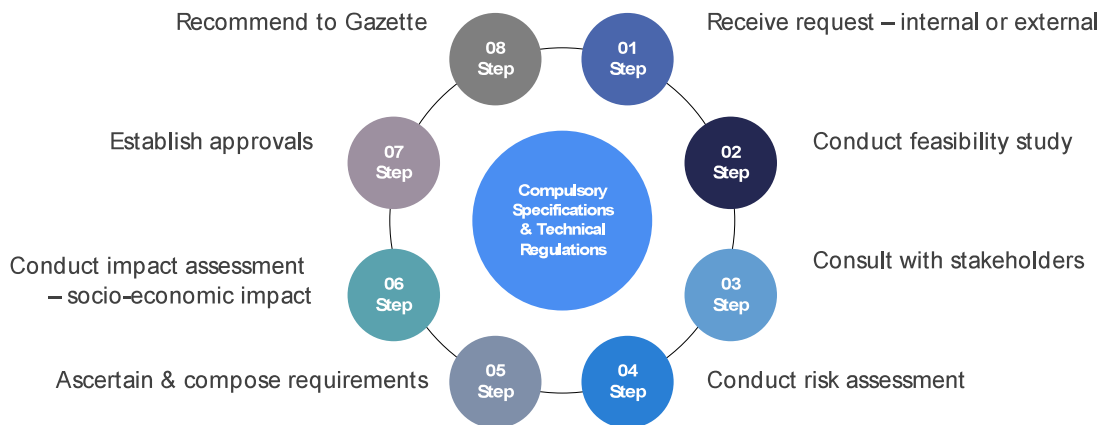 Recommend to Gazette
08
Step
01
Step
Receive request – internal or external
Establish approvals
07
Step
02
Step
Conduct feasibility study
Compulsory
Specifications
& Technical
Regulations
Conduct impact assessment
– socio-economic impact
06
Step
03
Step
Consult with stakeholders
Ascertain & compose requirements
05
Step
04
Step
Conduct risk assessment